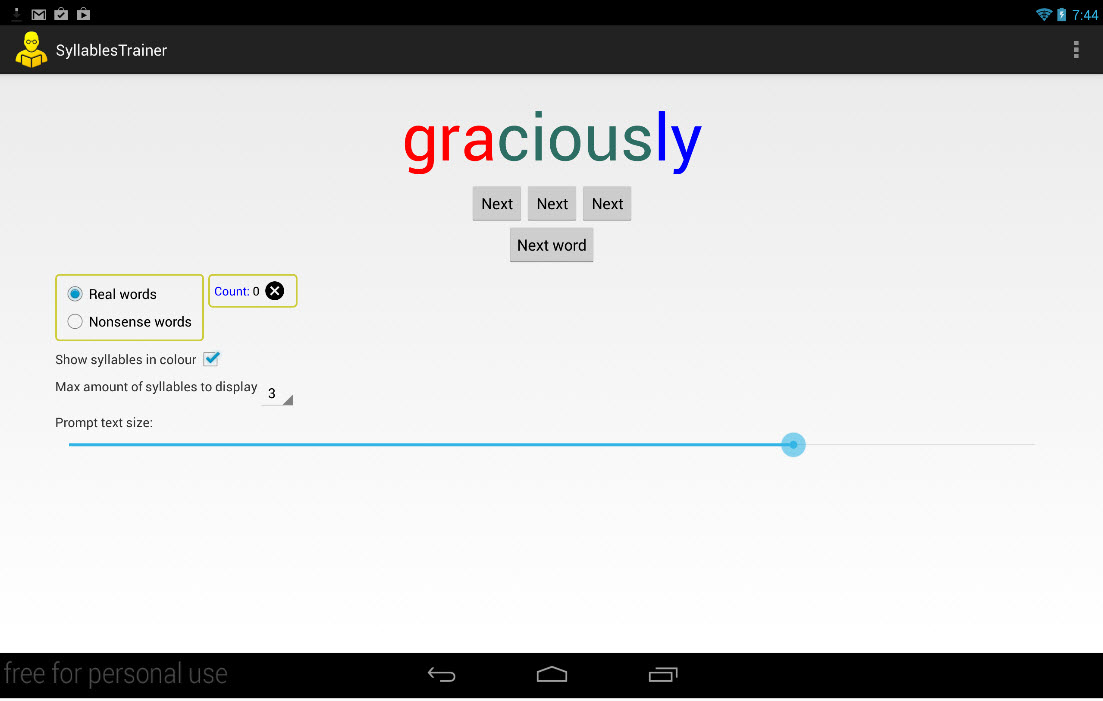 7:44
SyllablesTrainer
graciously
Next Next Next
Next word
Real words
Nonsense words
Count: 0
Show syllables in colour
Max amount of syllables to display 3
Prompt text size:
free for personal use